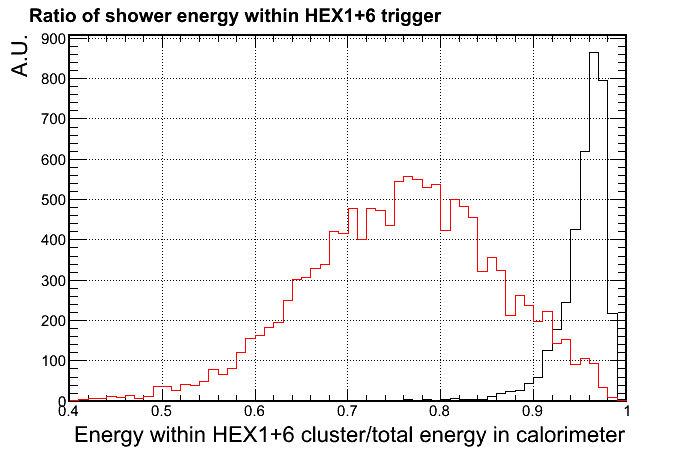 Ratio of shower energy within HEX1+6 trigger
A.U.
900
800
700
600
500
400
300
200
100
0
0.4 0.5 0.6 0.7 0.8 0.9 1
Energy within HEX1+6 cluster/total energy in calorimeter